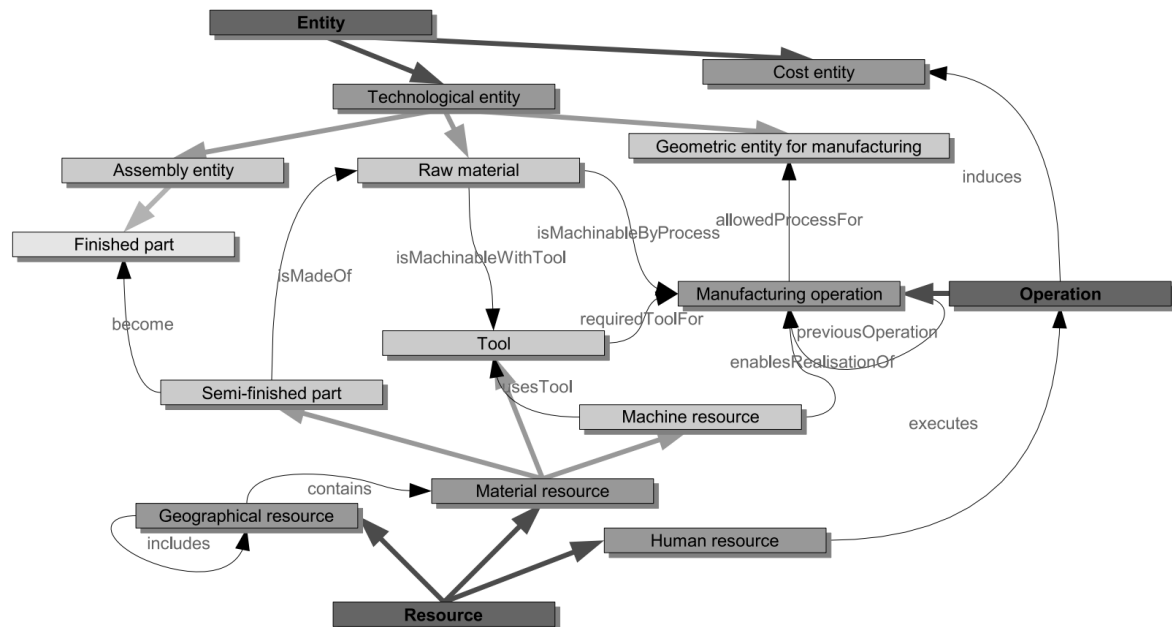 Entity
Cost entity
Technological entity
Geometric entity for manufacturing
Assembly entity
Raw material
induces
allowedProcessFor
isMachinableByProcess
Finished part
isMachinableWithTool
isMadeOf
Manufacturing operation
Operation
become
requiredToolFor
previousOperation
Tool
enablesRealisationOf
Semi-finished part
usesTool
Machine resource
executes
contains
Material resource
Geographical resource
includes
Human resource
Resource